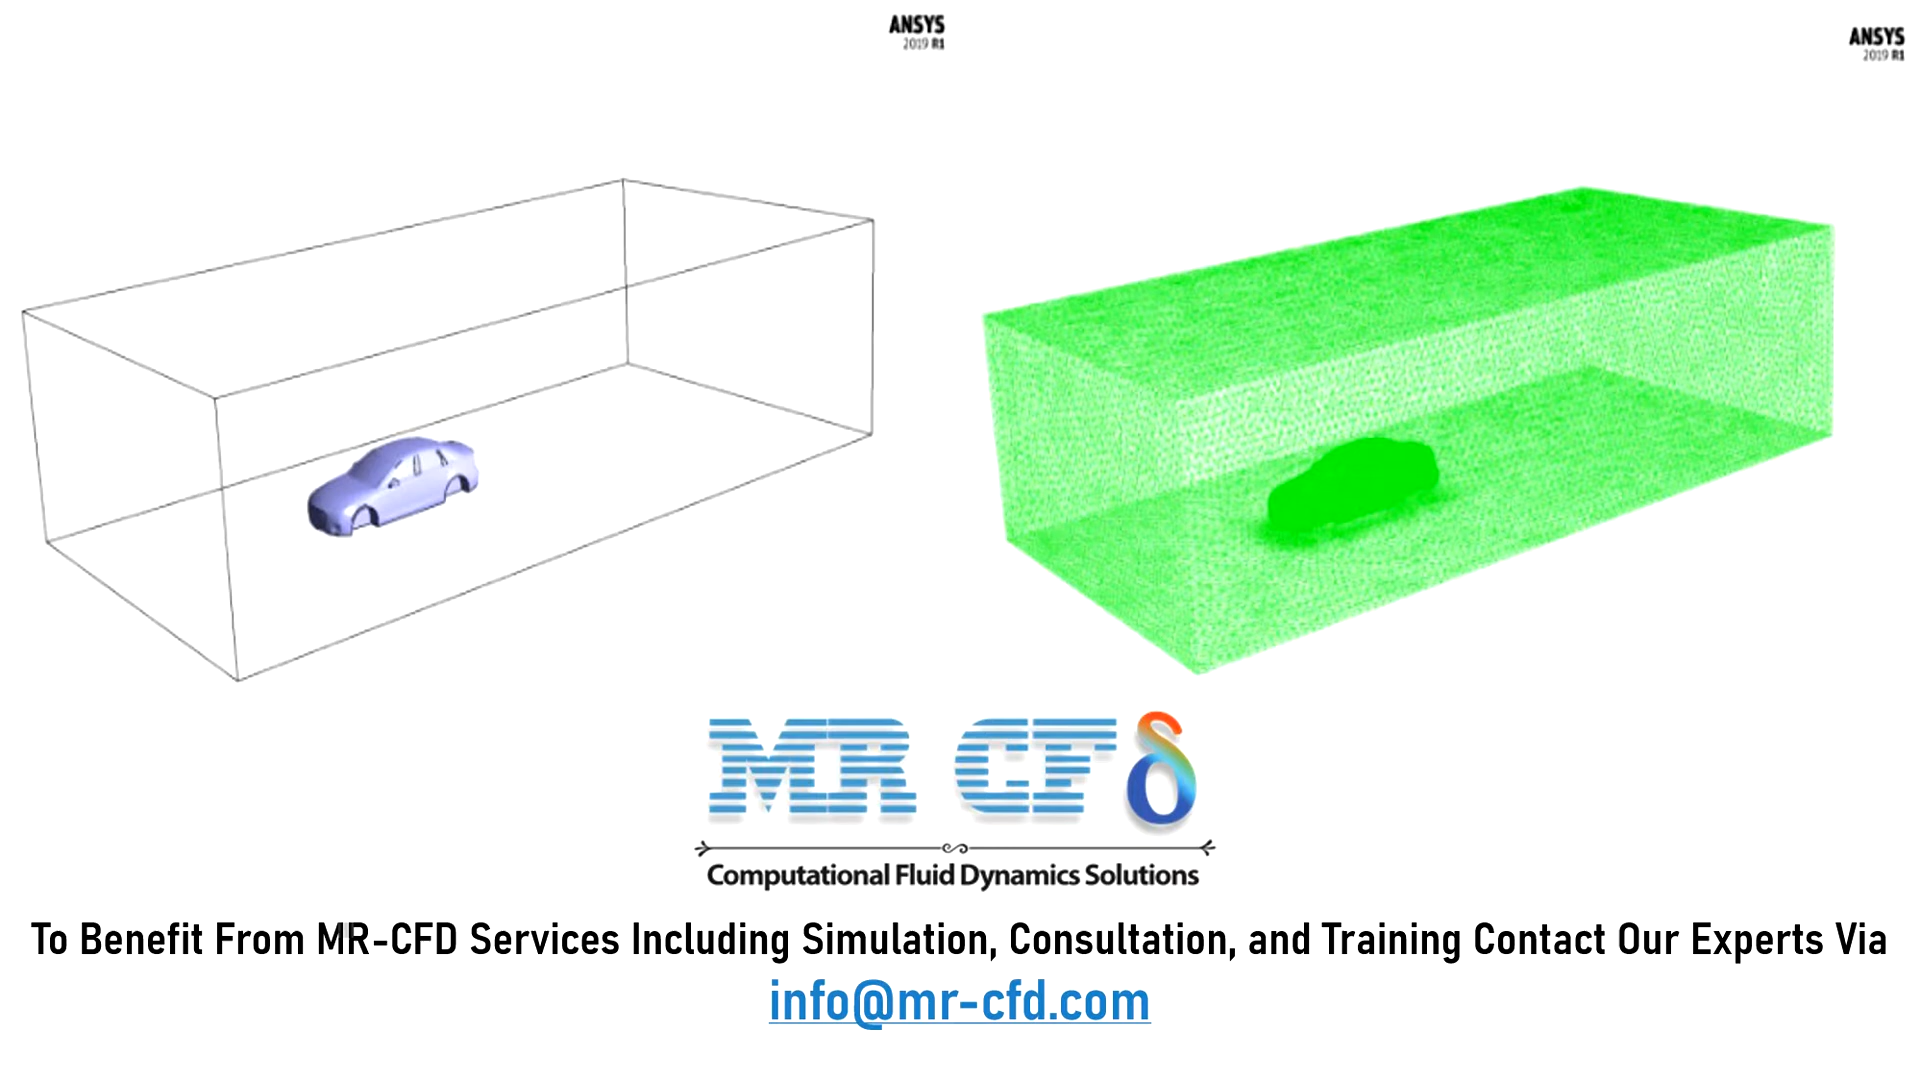 ANSYS
2019 R1
ANSYS
2019 R1
MR CFδ
Computational Fluid Dynamics Solutions
To Benefit From MR-CFD Services Including Simulation, Consultation, and Training Contact Our Experts Via
info@mr-cfd.com